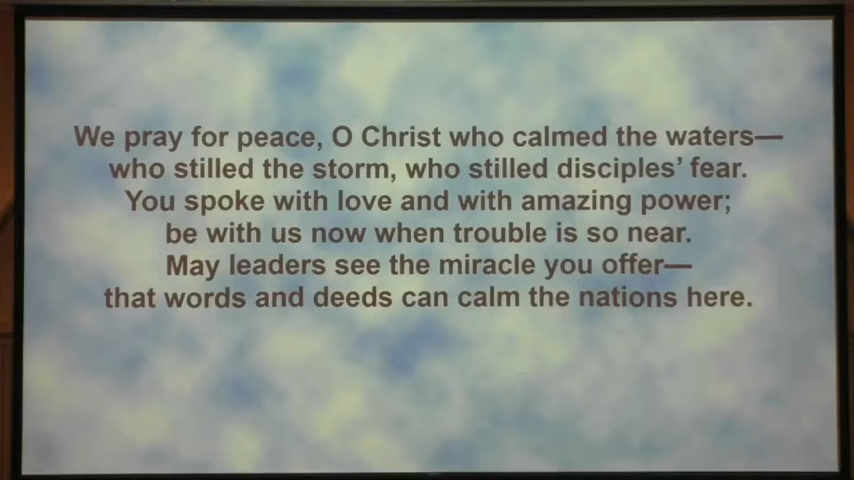 We pray for peace, O Christ who calmed the waters—
who stilled the storm, who stilled disciples’ fear.
You spoke with love and with amazing power;
be with us now when trouble is so near.
May leaders see the miracle you offer—
that words and deeds can calm the nations here.